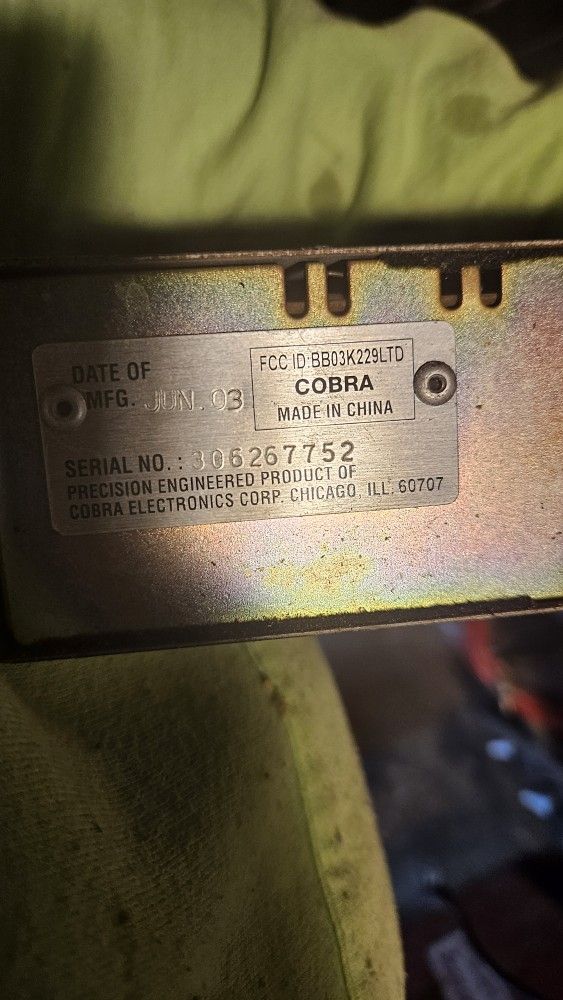 DATE OF
MFG. JUN. 03
FCC ID:BB03K229LTD
COBRA
MADE IN CHINA
SERIAL NO. : 306267752
PRECISION ENGINEERED PRODUCT OF
COBRA ELECTRONICS CORP. CHICAGO, ILL. 60707